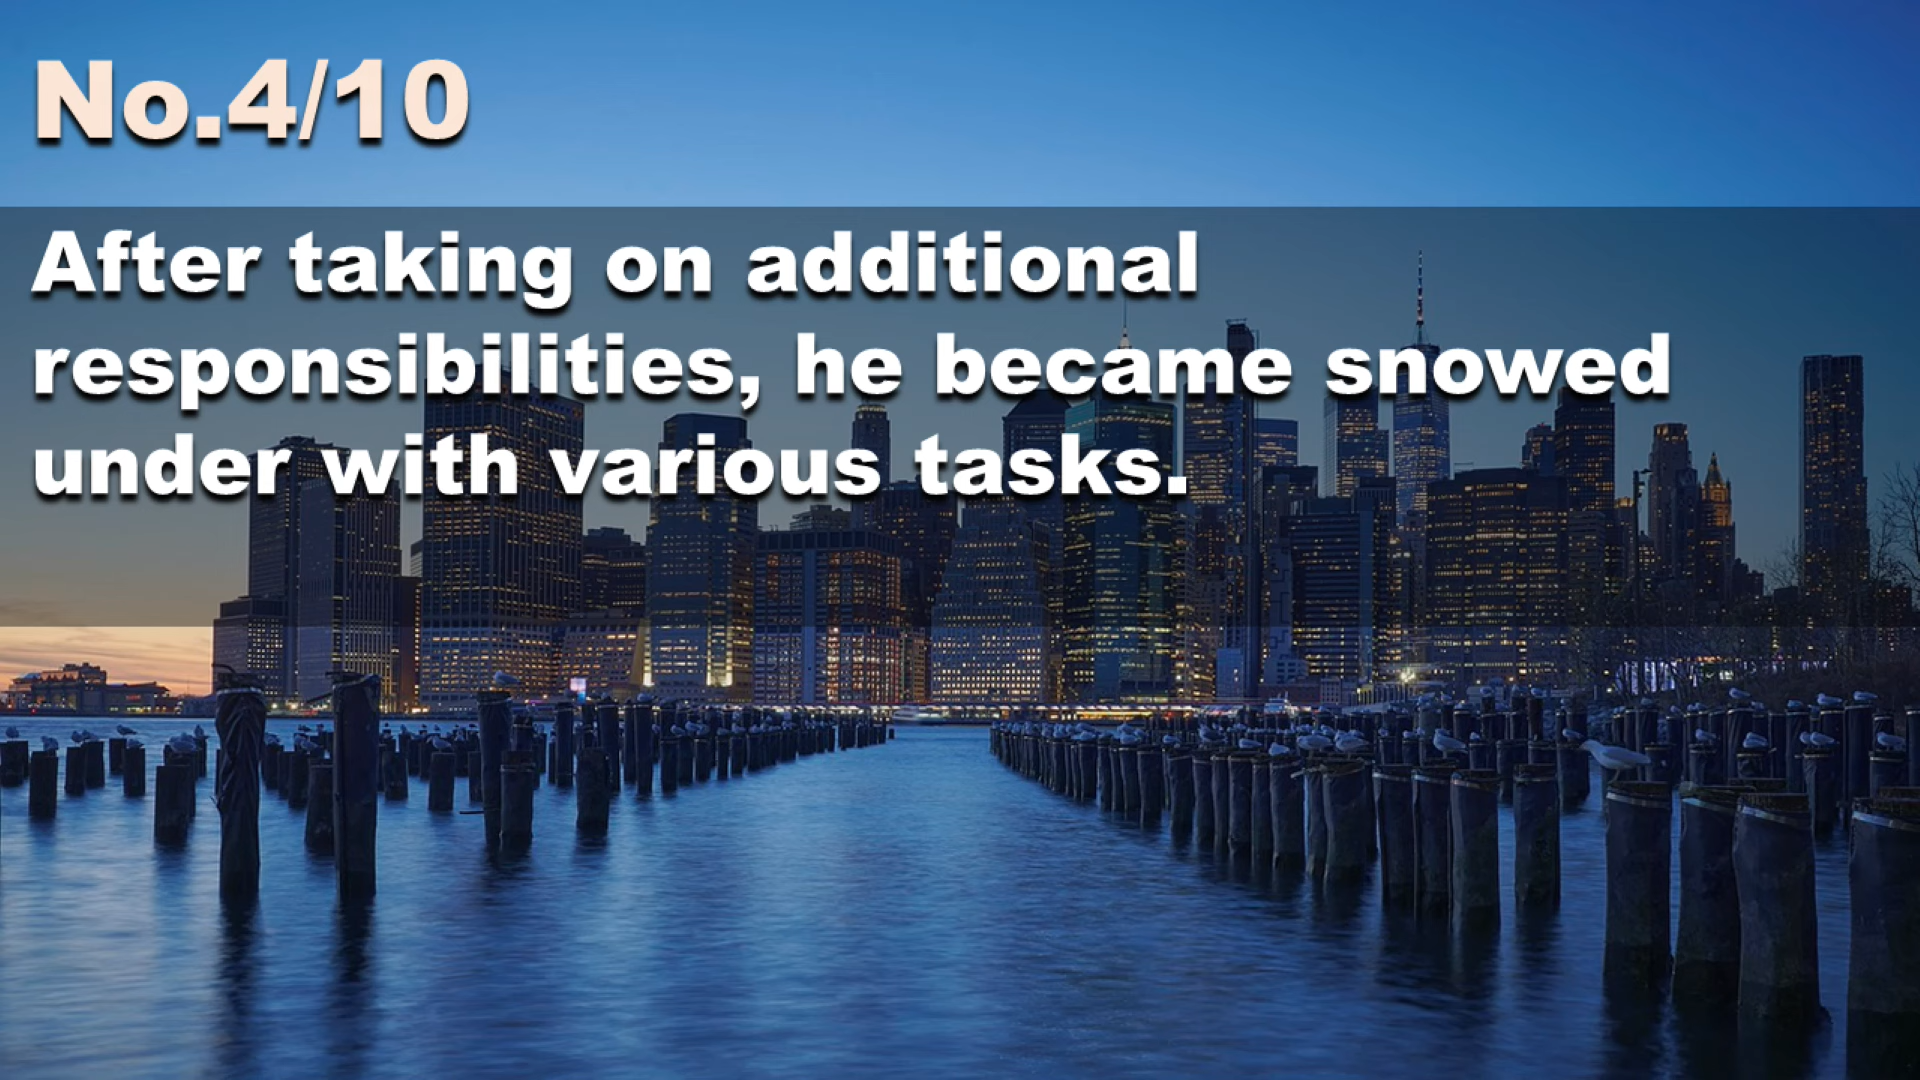 No.4/10
After taking on additional
responsibilities, he became snowed
under with various tasks.